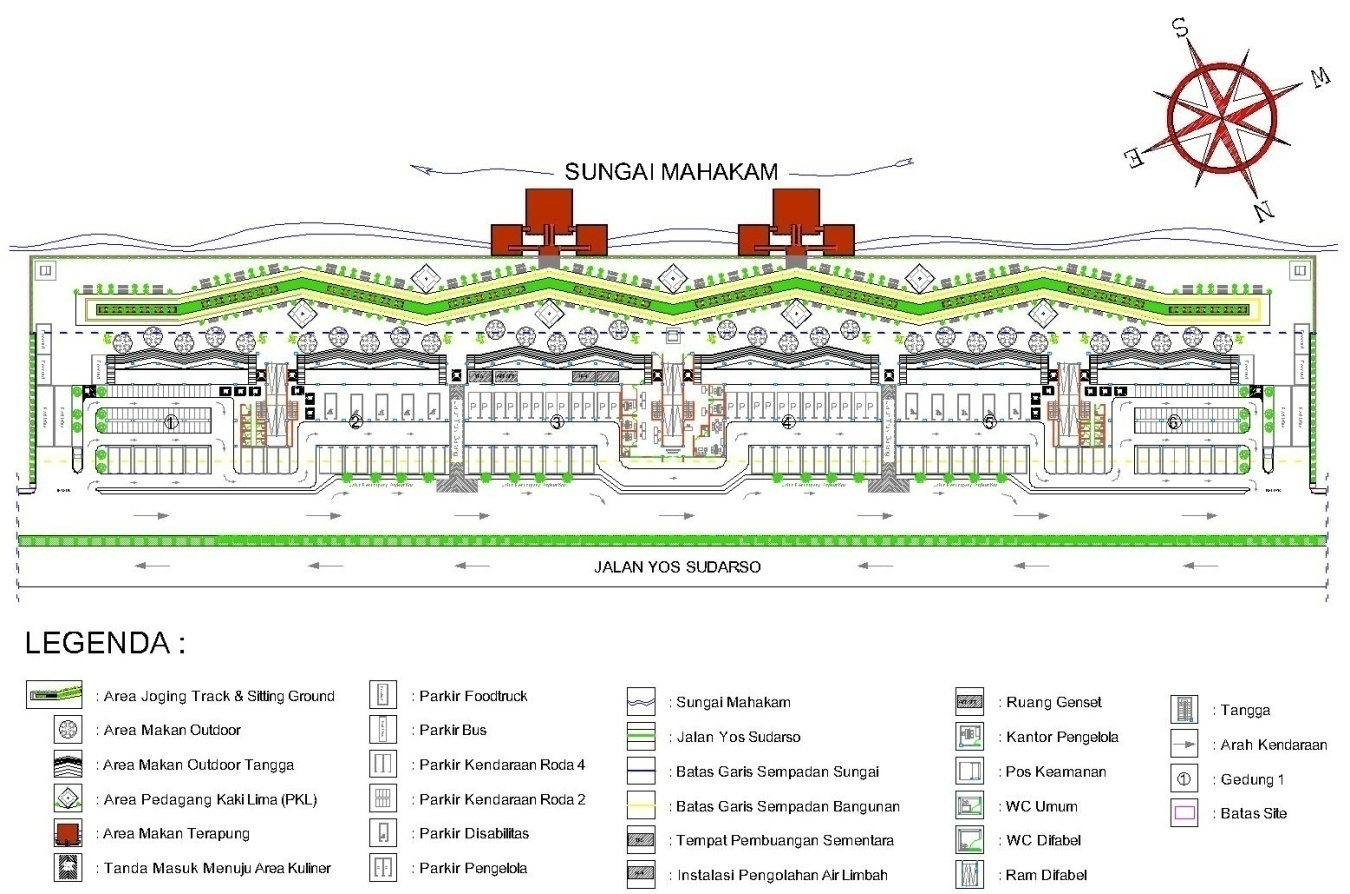 S
M
E
N
SUNGAI MAHAKAM
1
2
3
4
5
6
P P P P P P P P P P P P
P P P P P P P P P P P P
JALAN YOS SUDARSO
LEGENDA :
: Area Joging Track & Sitting Ground
: Area Makan Outdoor
: Area Makan Outdoor Tangga
: Area Pedagang Kaki Lima (PKL)
: Area Makan Terapung
: Tanda Masuk Menuju Area Kuliner
: Parkir Foodtruck
: Parkir Bus
: Parkir Kendaraan Roda 4
: Parkir Kendaraan Roda 2
: Parkir Disabilitas
: Parkir Pengelola
: Sungai Mahakam
: Jalan Yos Sudarso
: Batas Garis Sempadan Sungai
: Batas Garis Sempadan Bangunan
: Tempat Pembuangan Sementara
: Instalasi Pengolahan Air Limbah
: Ruang Genset
: Kantor Pengelola
: Pos Keamanan
: WC Umum
: WC Difabel
: Ram Difabel
: Tangga
: Arah Kendaraan
1 : Gedung 1
: Batas Site